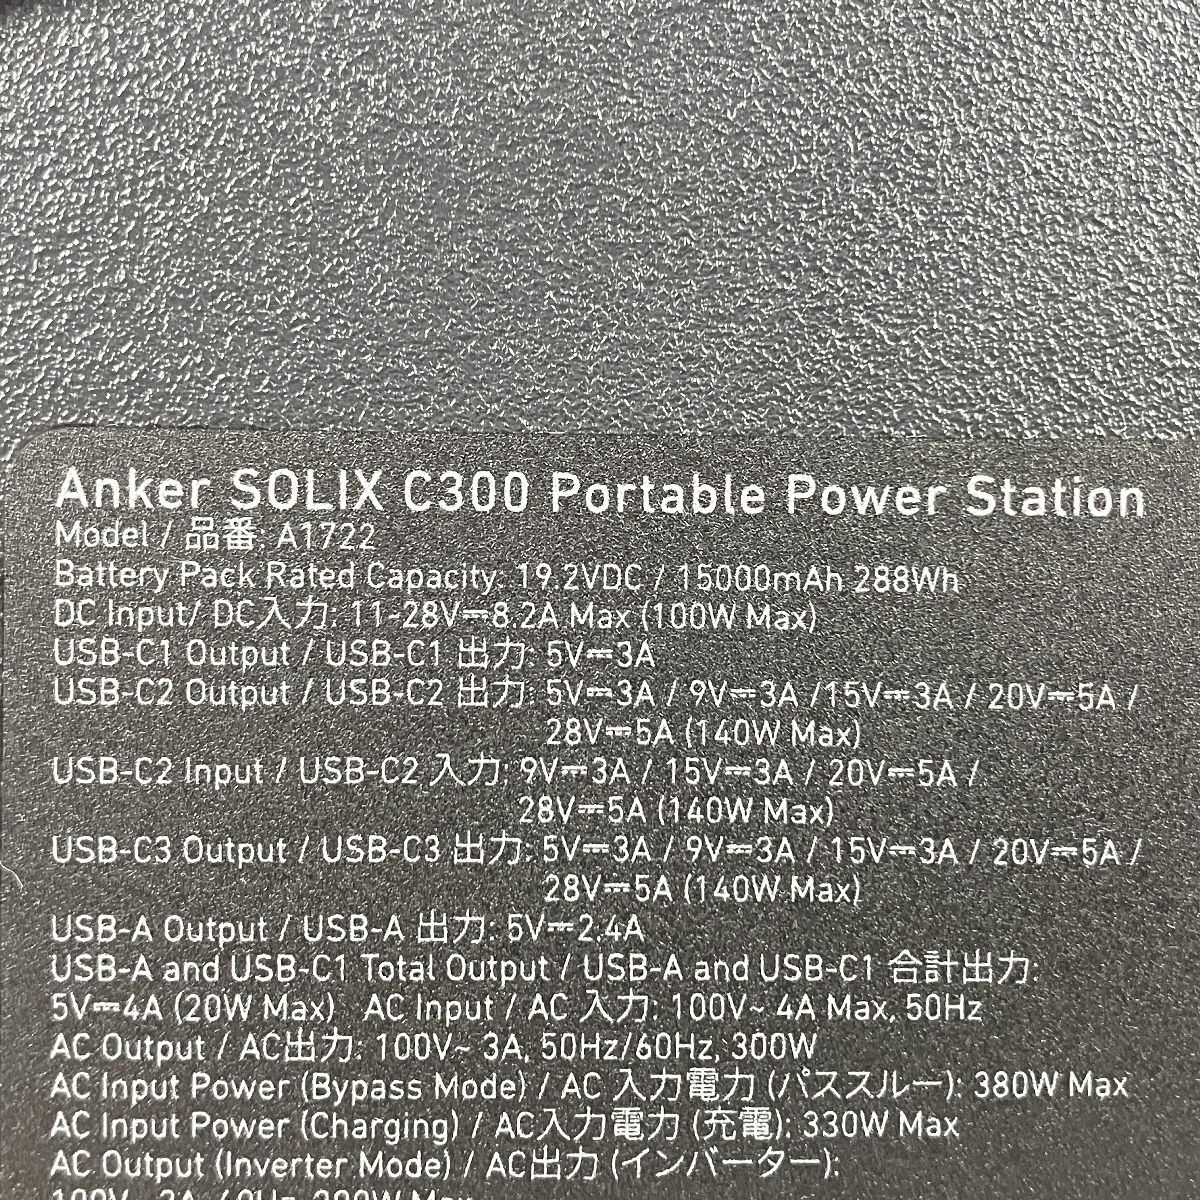 Anker SOLIX C300 Portable Power Station
Model / 品番: A1722
Battery Pack Rated Capacity: 19.2VDC / 15000mAh 288Wh
DC Input/ DC入力: 11-28V⎓8.2A Max (100W Max)
USB-C1 Output / USB-C1 出力: 5V⎓3A
USB-C2 Output / USB-C2 出力: 5V⎓3A / 9V⎓3A /15V⎓3A / 20V⎓5A /
28V⎓5A (140W Max)
USB-C2 Input / USB-C2 入力: 9V⎓3A / 15V⎓3A / 20V⎓5A /
28V⎓5A (140W Max)
USB-C3 Output / USB-C3 出力: 5V⎓3A / 9V⎓3A / 15V⎓3A / 20V⎓5A /
28V⎓5A (140W Max)
USB-A Output / USB-A 出力: 5V⎓2.4A
USB-A and USB-C1 Total Output / USB-A and USB-C1 合計出力:
5V⎓4A (20W Max) AC Input / AC 入力: 100V~ 4A Max, 50Hz
AC Output / AC出力: 100V~ 3A, 50Hz/60Hz, 300W
AC Input Power (Bypass Mode) / AC 入力電力 (パススルー): 380W Max
AC Input Power (Charging) / AC入力電力 (充電): 330W Max
AC Output (Inverter Mode) / AC出力 (インバーター):